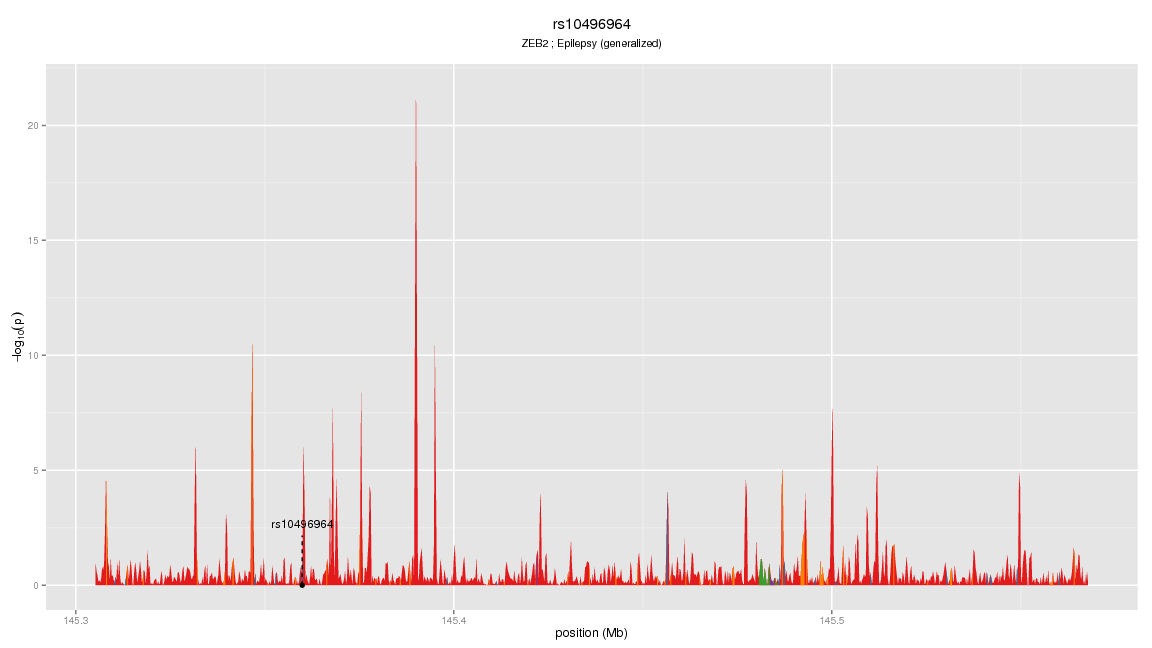 rs10496964
ZEB2 ; Epilepsy (generalized)
20
15
10
5
0
−log10(p)
rs10496964
145.3
145.4
145.5
position (Mb)